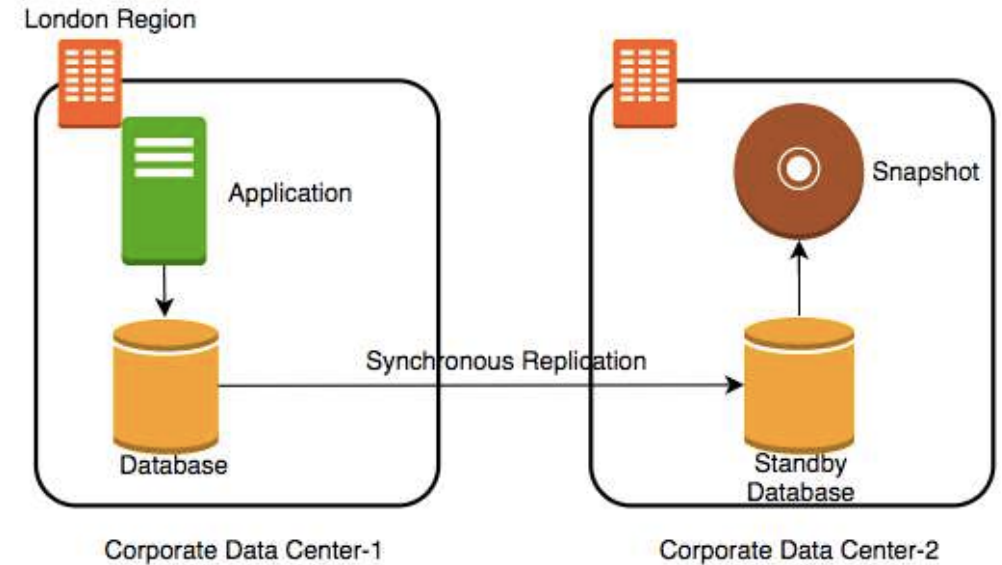 London Region
Application
Snapshot
Synchronous Replication
Database
Standby
Database
Corporate Data Center-1
Corporate Data Center-2